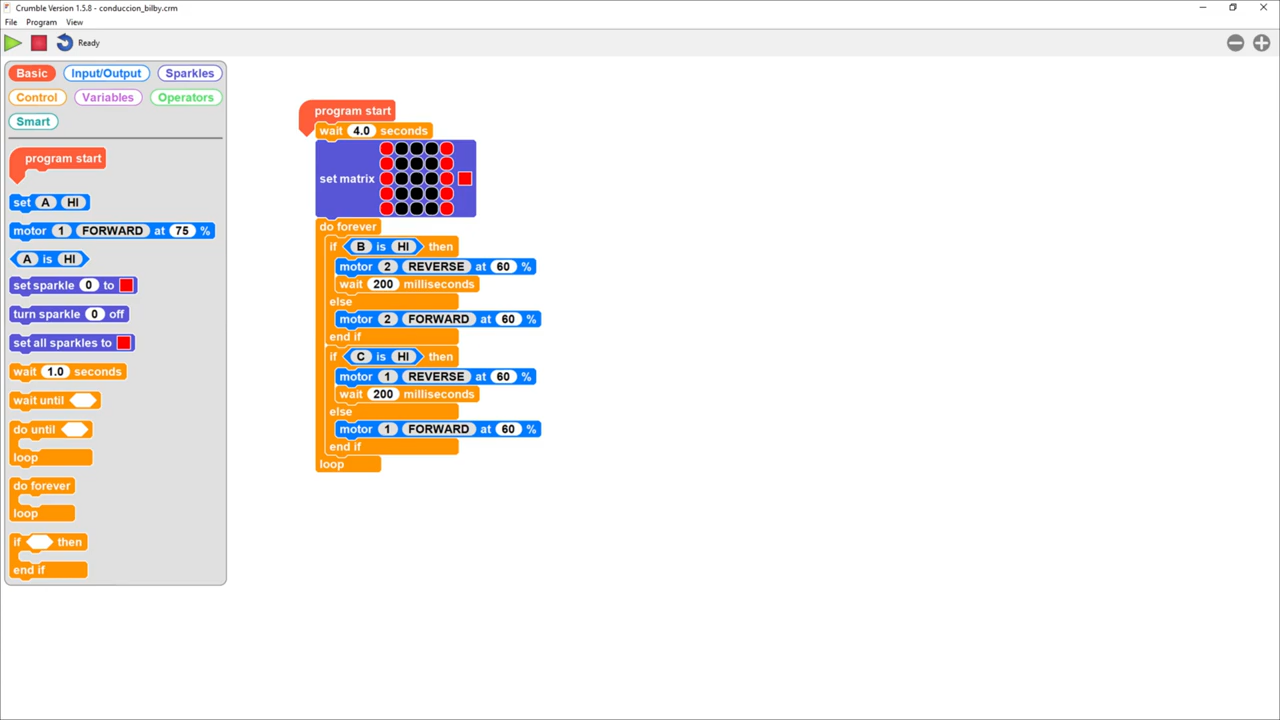 Crumble Version 1.5.8 - conduccion_bilby.crm
File Program View
Ready
Basic Input/Output Sparkles
Control Variables Operators
Smart
program start
set A HI
motor 1 FORWARD at 75 %
A is HI
set sparkle 0 to
turn sparkle 0 off
set all sparkles to
wait 1.0 seconds
wait until
do until
loop
do forever
loop
if then
end if
program start
wait 4.0 seconds
set matrix
do forever
if B is HI then
motor 2 REVERSE at 60 %
wait 200 milliseconds
else
motor 2 FORWARD at 60 %
end if
if C is HI then
motor 1 REVERSE at 60 %
wait 200 milliseconds
else
motor 1 FORWARD at 60 %
end if
loop